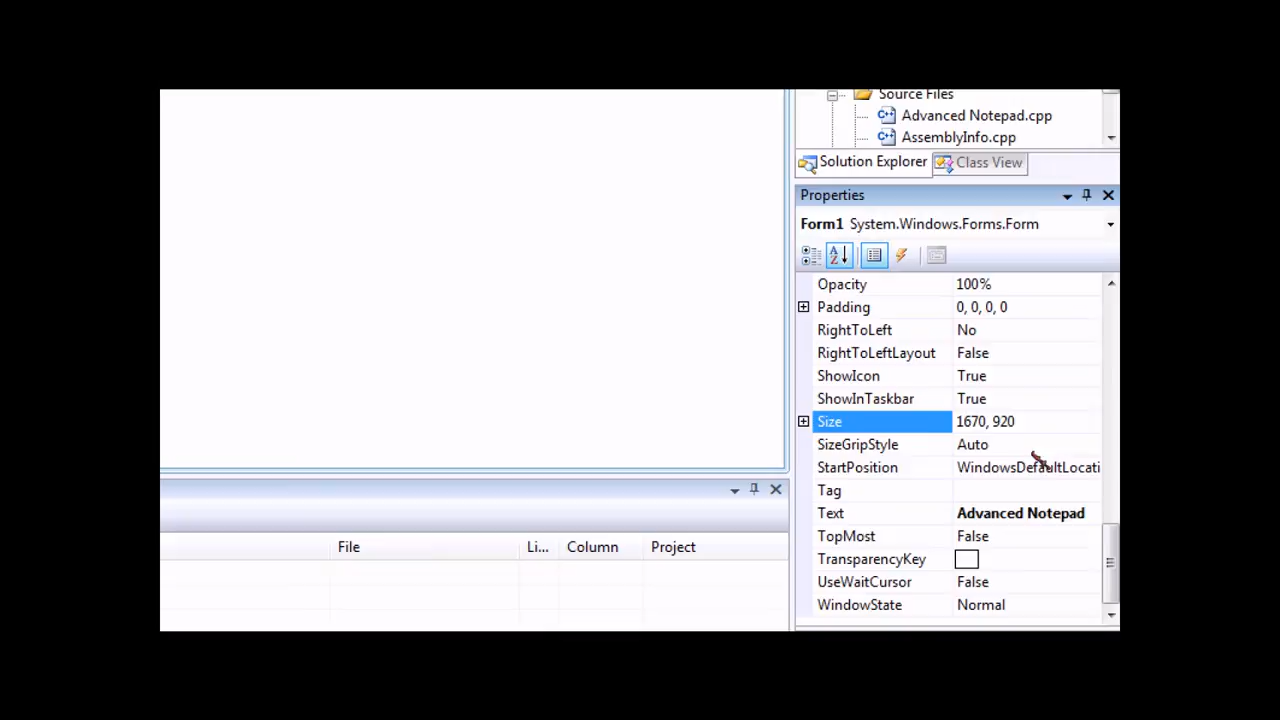 Source Files
Advanced Notepad.cpp
AssemblyInfo.cpp
Solution Explorer Class View
Properties
Form1 System.Windows.Forms.Form
Opacity 100%
Padding 0, 0, 0, 0
RightToLeft No
RightToLeftLayout False
ShowIcon True
ShowInTaskbar True
Size 1670, 920
SizeGripStyle Auto
StartPosition WindowsDefaultLocati
Tag
Text Advanced Notepad
TopMost False
TransparencyKey
UseWaitCursor False
WindowState Normal
File Li... Column Project